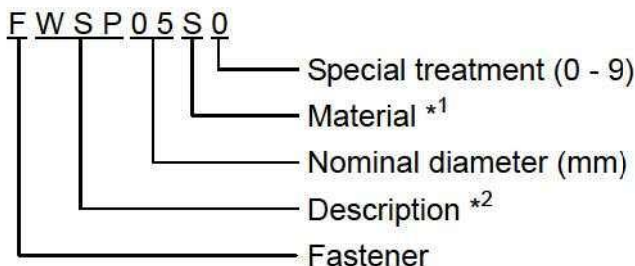 F W S P 0 5 S 0
Special treatment (0 - 9)
Material *1
Nominal diameter (mm)
Description *2
Fastener